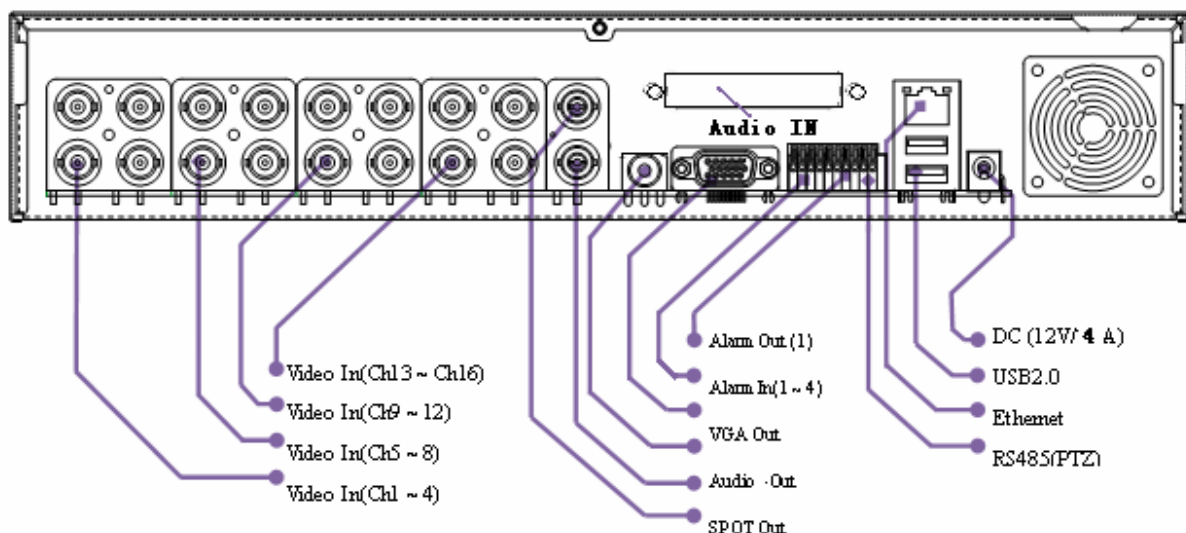 Audio IN
Video In(Ch13 ~ Ch16)
Video In(Ch9 ~ 12)
Video In(Ch5 ~ 8)
Video In(Ch1 ~ 4)
Alarm Out (1)
Alarm In(1 ~ 4)
VGA Out
Audio -Out
SPOT Out
DC (12V/ 4 A)
USB2.0
Ethernet
RS485(PTZ)